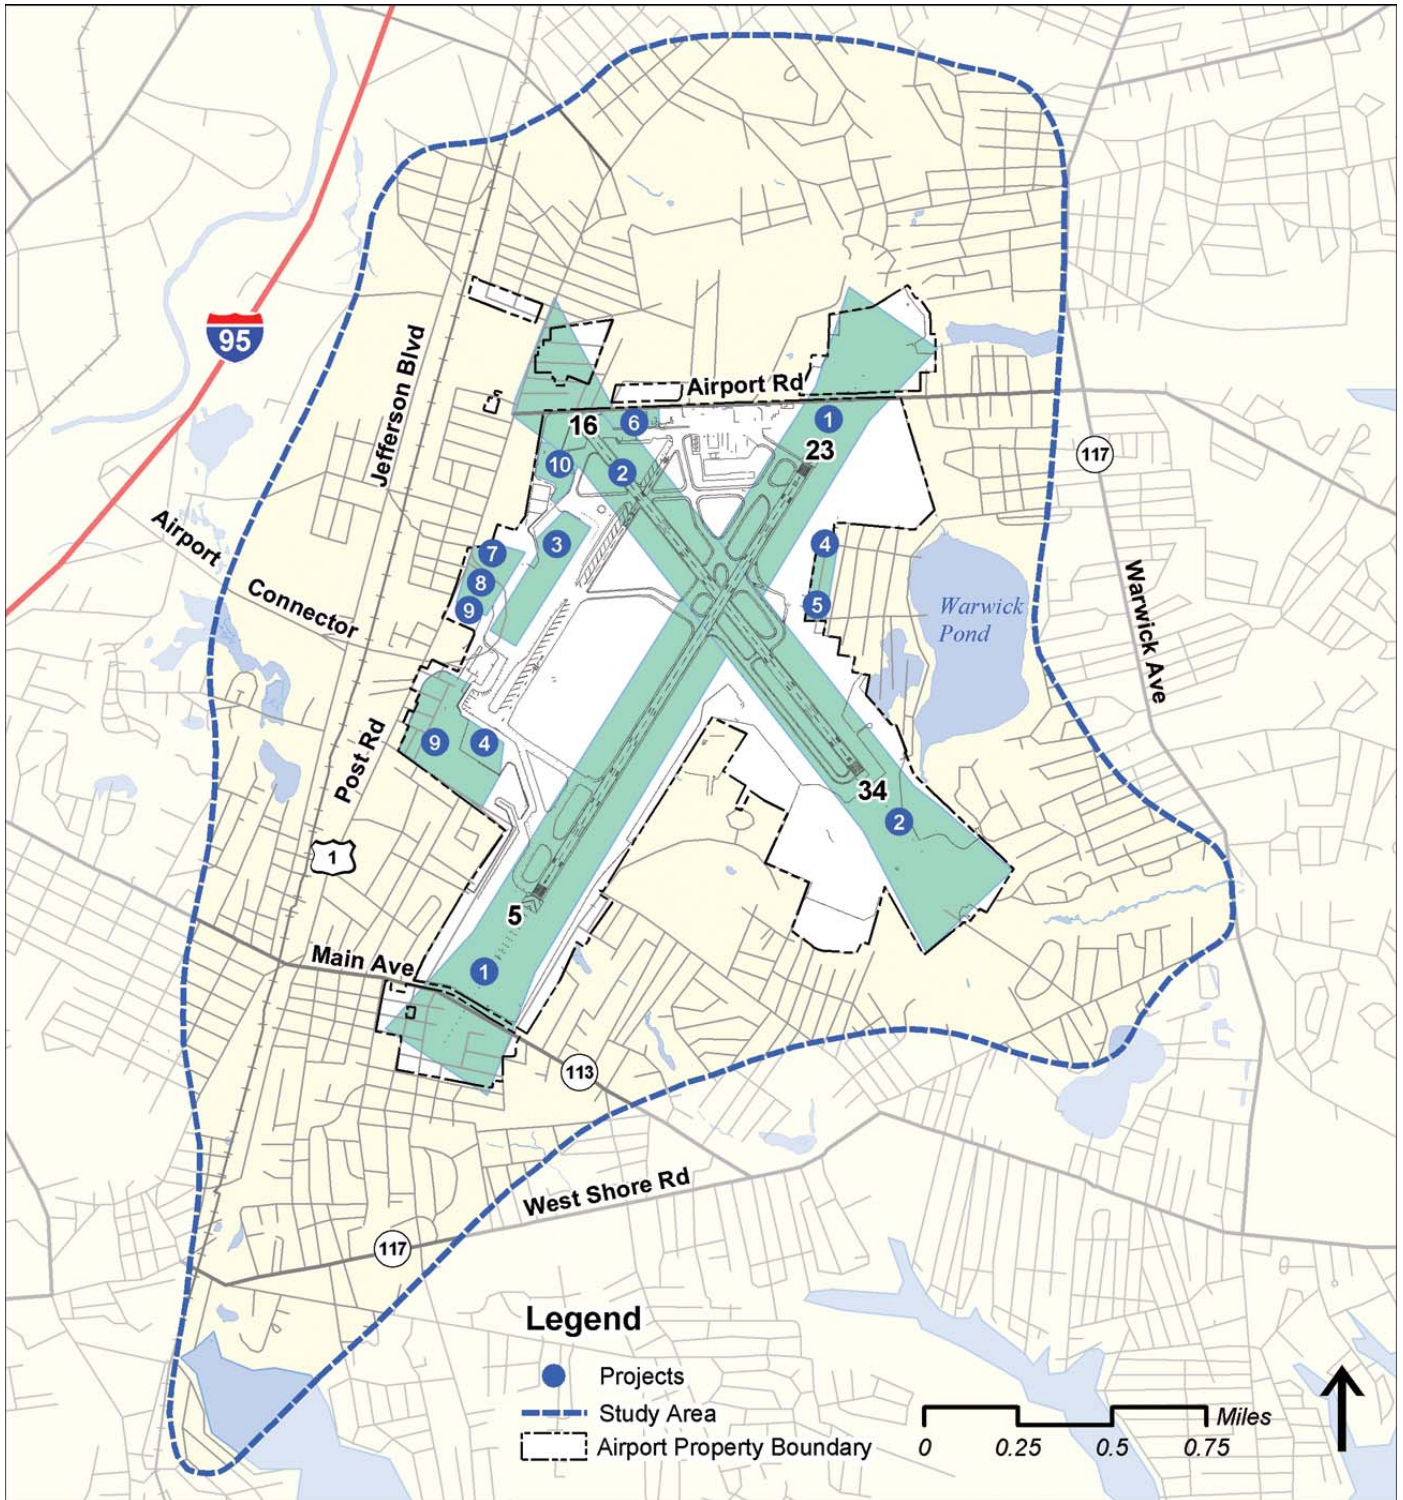 95
Jefferson Blvd
Airport Rd
1
16
6
23
10
2
117
Airport
Connector
3
4
7
8
9
5
Warwick
Pond
Warwick Ave
Post Rd
9
4
34
2
1
5
Main Ave
1
113
West Shore Rd
117
Legend
Projects
Study Area
Airport Property Boundary
Miles
0 0.25 0.5 0.75